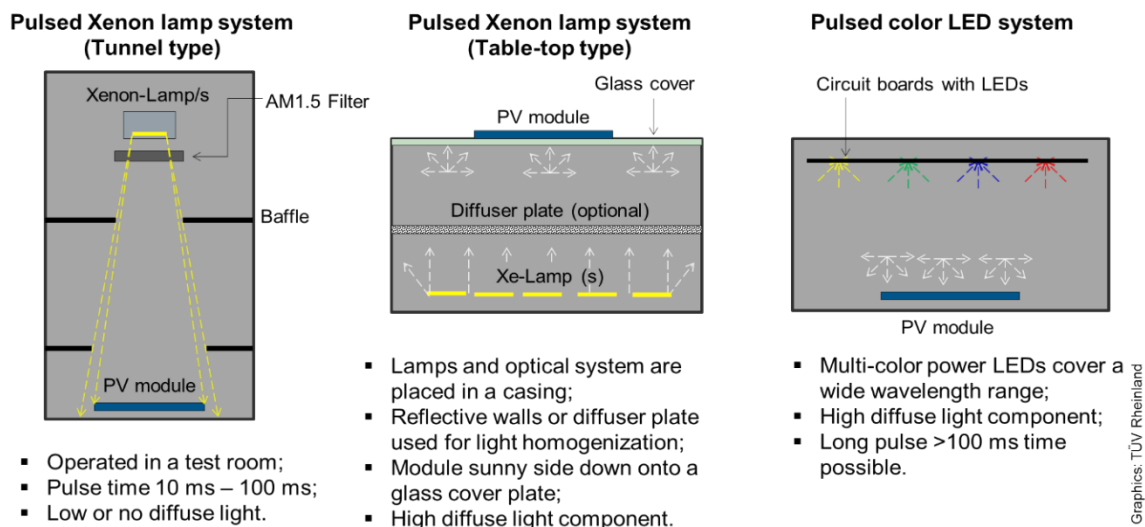 Pulsed Xenon lamp system
(Tunnel type)
Xenon-Lamp/s
AM1.5 Filter
Baffle
PV module
▪ Operated in a test room;
▪ Pulse time 10 ms – 100 ms;
▪ Low or no diffuse light.
Pulsed Xenon lamp system
(Table-top type)
Glass cover
PV module
Diffuser plate (optional)
Xe-Lamp (s)
▪ Lamps and optical system are
placed in a casing;
▪ Reflective walls or diffuser plate
used for light homogenization;
▪ Module sunny side down onto a
glass cover plate;
▪ High diffuse light component.
Pulsed color LED system
Circuit boards with LEDs
PV module
▪ Multi-color power LEDs cover a
wide wavelength range;
▪ High diffuse light component;
▪ Long pulse >100 ms time
possible.
Graphics: TÜV Rheinland